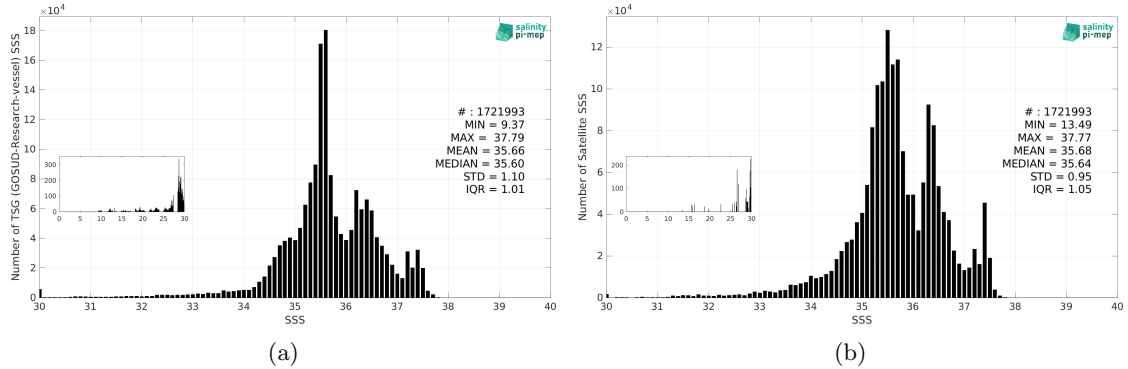 ×10⁴
18
16
14
12
10
8
6
4
2
0
Number of TSG (GOSUD-Research-vessel) SSS
salinity
pi-mep
# : 1721993
MIN = 9.37
MAX = 37.79
MEAN = 35.66
MEDIAN = 35.60
STD = 1.10
IQR = 1.01
300
200
100
0
0 5 10 15 20 25 30
30 31 32 33 34 35 36 37 38 39 40
SSS
(a)
×10⁴
12
10
8
6
4
2
0
Number of Satellite SSS
salinity
pi-mep
# : 1721993
MIN = 13.49
MAX = 37.77
MEAN = 35.68
MEDIAN = 35.64
STD = 0.95
IQR = 1.05
200
100
0
0 5 10 15 20 25 30
30 31 32 33 34 35 36 37 38 39 40
SSS
(b)